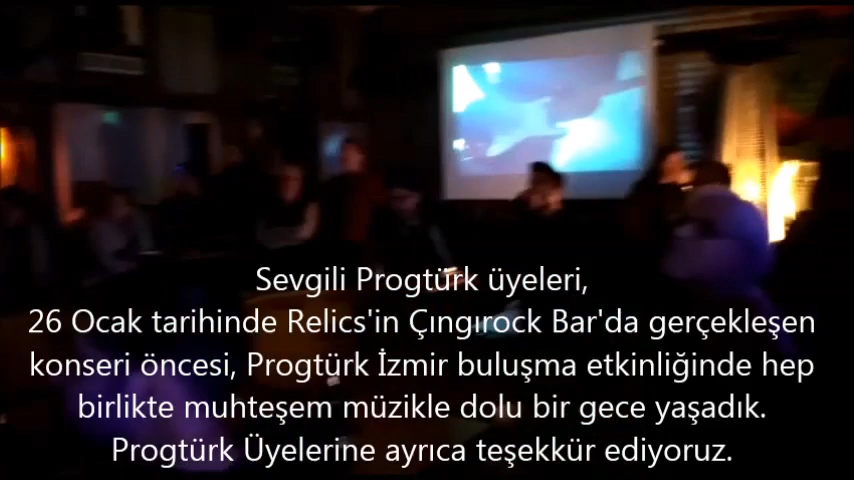 Sevgili Progtürk üyeleri,
26 Ocak tarihinde Relics'in Çıngırock Bar'da gerçekleşen
konseri öncesi, Progtürk İzmir buluşma etkinliğinde hep
birlikte muhteşem müzikle dolu bir gece yaşadık.
Progtürk Üyelerine ayrıca teşekkür ediyoruz.